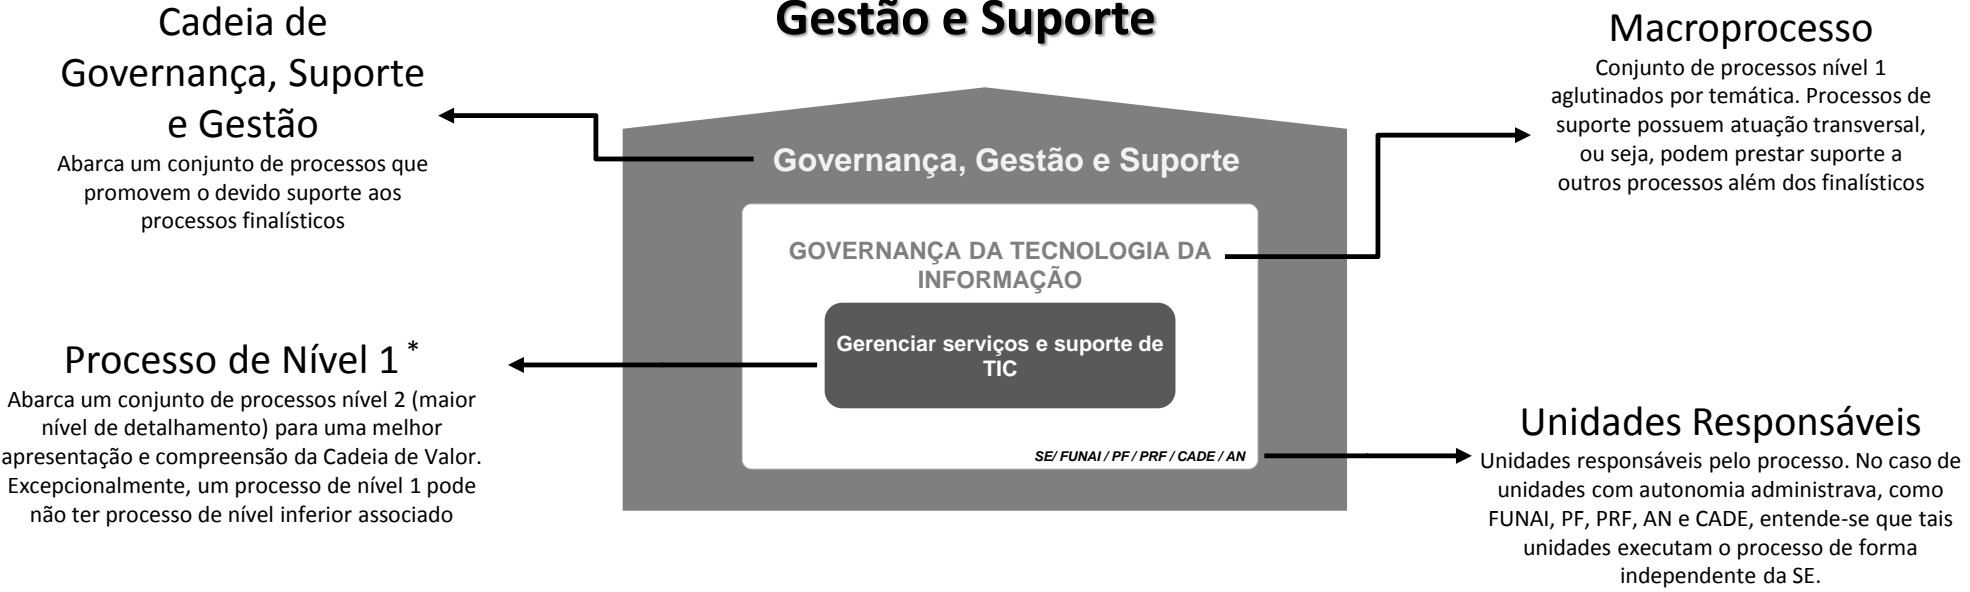 Gestão e Suporte
Cadeia de
Governança, Suporte
e Gestão
Abarca um conjunto de processos que
promovem o devido suporte aos
processos finalísticos
Macroprocesso
Conjunto de processos nível 1
aglutinados por temática. Processos de
suporte possuem atuação transversal,
ou seja, podem prestar suporte a
outros processos além dos finalísticos
Governança, Gestão e Suporte
GOVERNANÇA DA TECNOLOGIA DA
INFORMAÇÃO
Gerenciar serviços e suporte de
TIC
SE/ FUNAI / PF / PRF / CADE / AN
Processo de Nível 1 *
Abarca um conjunto de processos nível 2 (maior
nível de detalhamento) para uma melhor
apresentação e compreensão da Cadeia de Valor.
Excepcionalmente, um processo de nível 1 pode
não ter processo de nível inferior associado
Unidades Responsáveis
Unidades responsáveis pelo processo. No caso de
unidades com autonomia administrava, como
FUNAI, PF, PRF, AN e CADE, entende-se que tais
unidades executam o processo de forma
independente da SE.